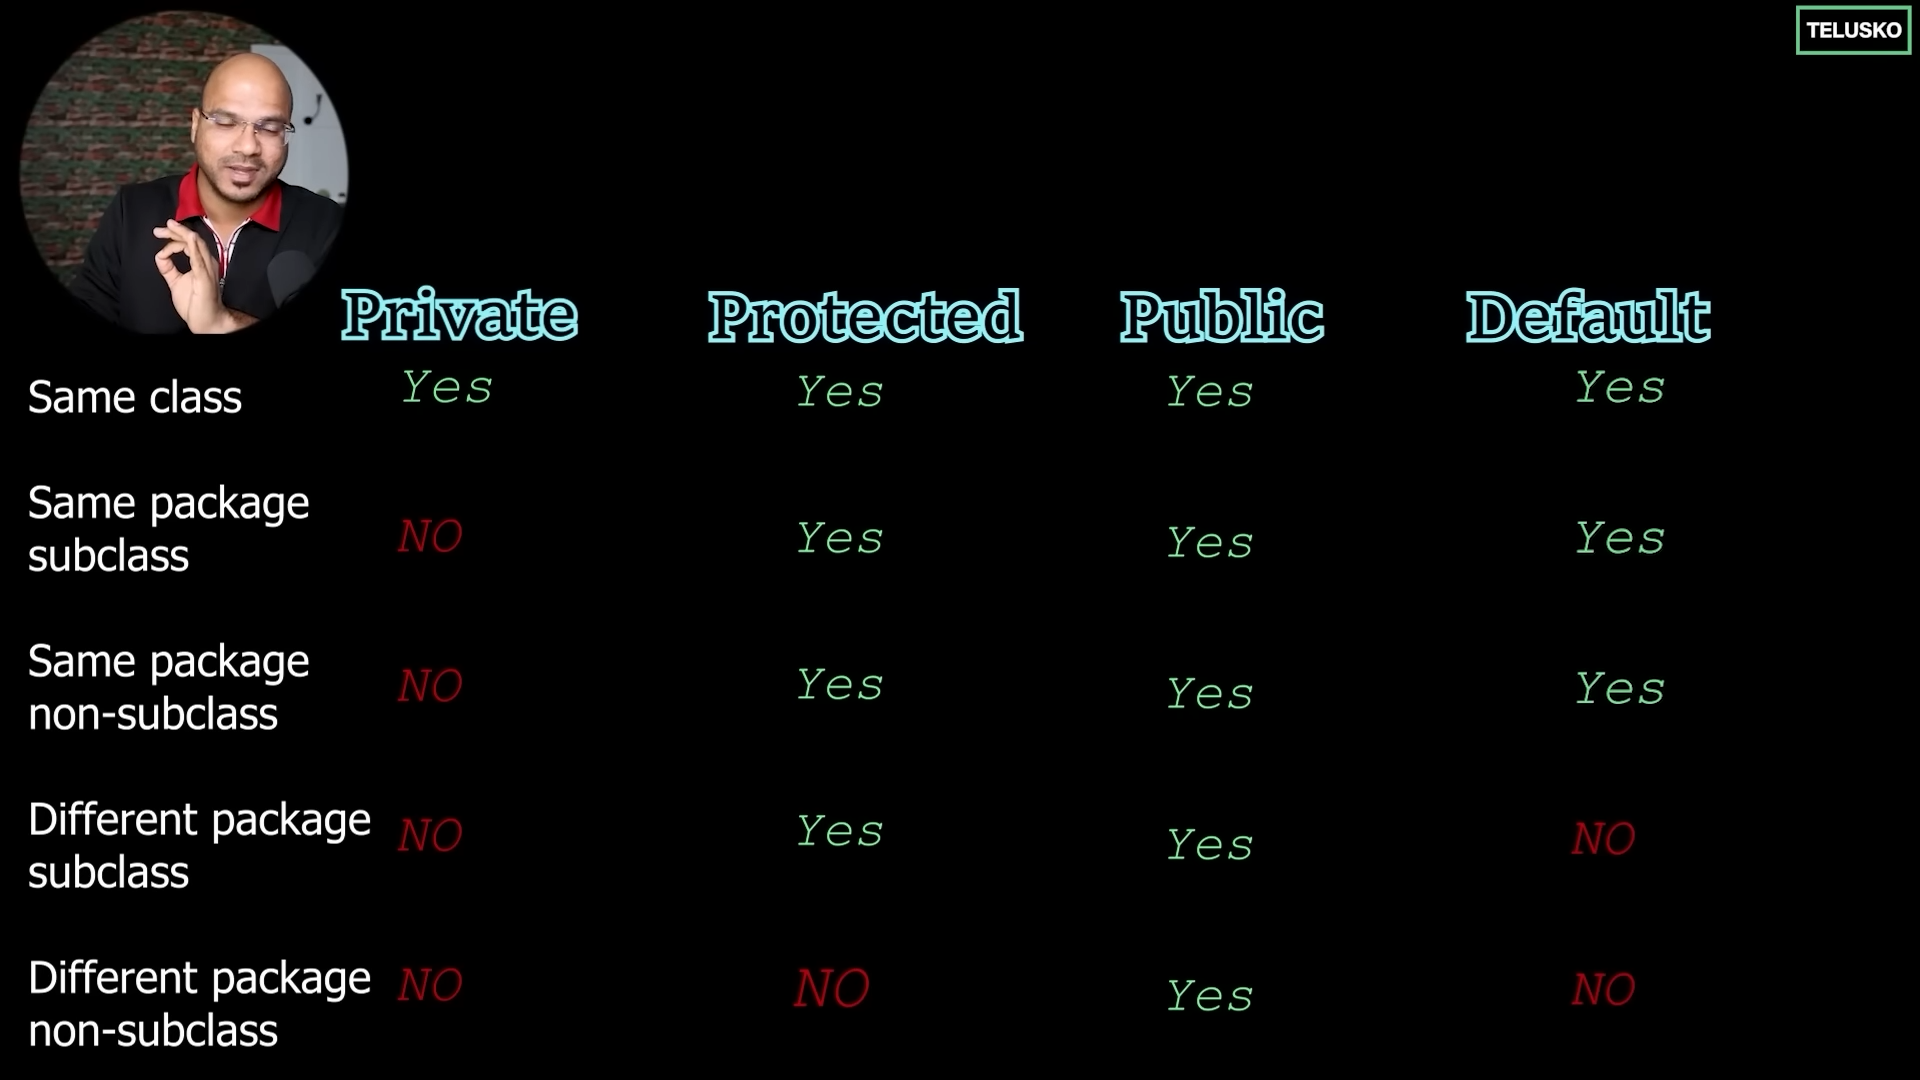 TELUSKO
Private Protected Public Default
Same class Yes Yes Yes Yes
Same package
subclass NO Yes Yes Yes
Same package
non-subclass NO Yes Yes Yes
Different package
subclass NO Yes Yes NO
Different package
non-subclass NO NO Yes NO